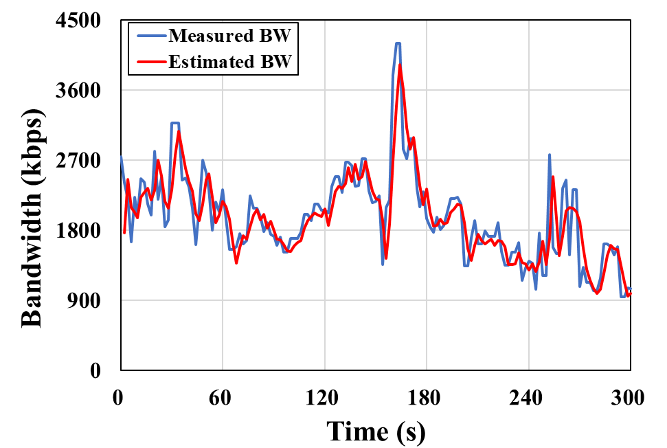 4500
Measured BW
Estimated BW
3600
2700
1800
900
0
Bandwidth (kbps)
0 60 120 180 240 300
Time (s)